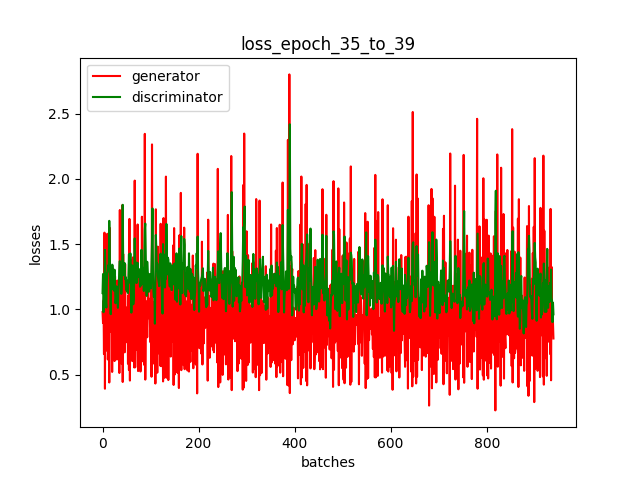 loss_epoch_35_to_39
generator
discriminator
2.5
2.0
1.5
1.0
0.5
losses
0 200 400 600 800
batches